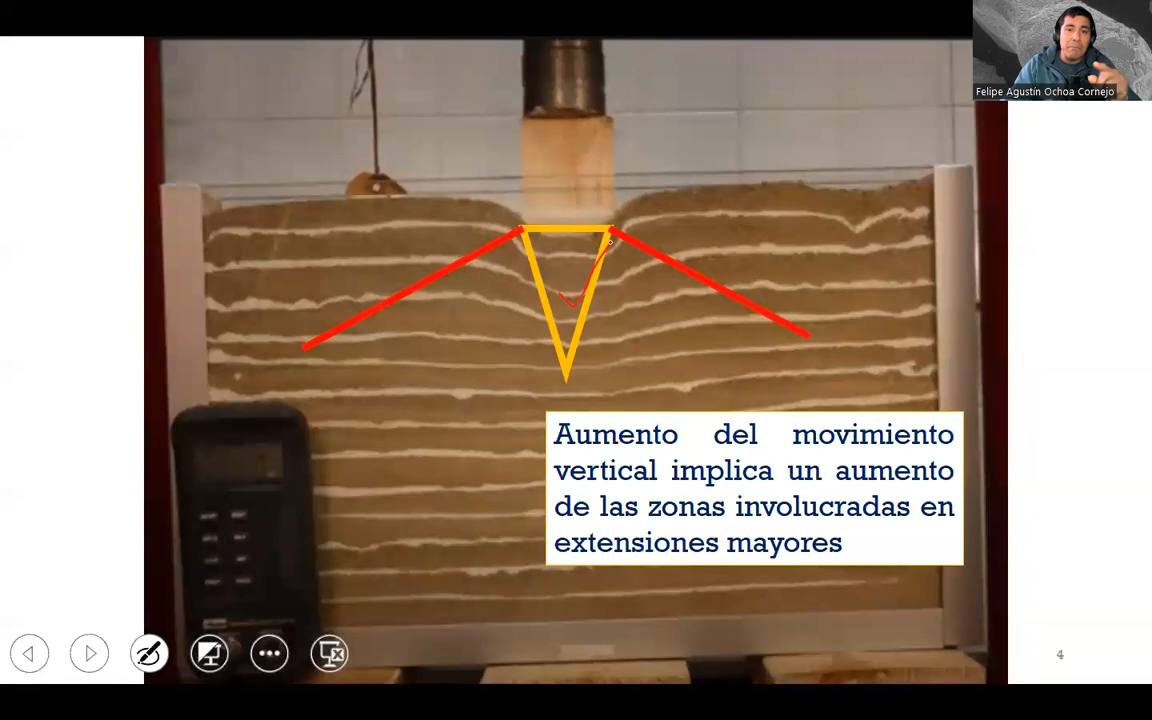 Felipe Agustín Ochoa Cornejo
Aumento del movimiento
vertical implica un aumento
de las zonas involucradas en
extensiones mayores
4